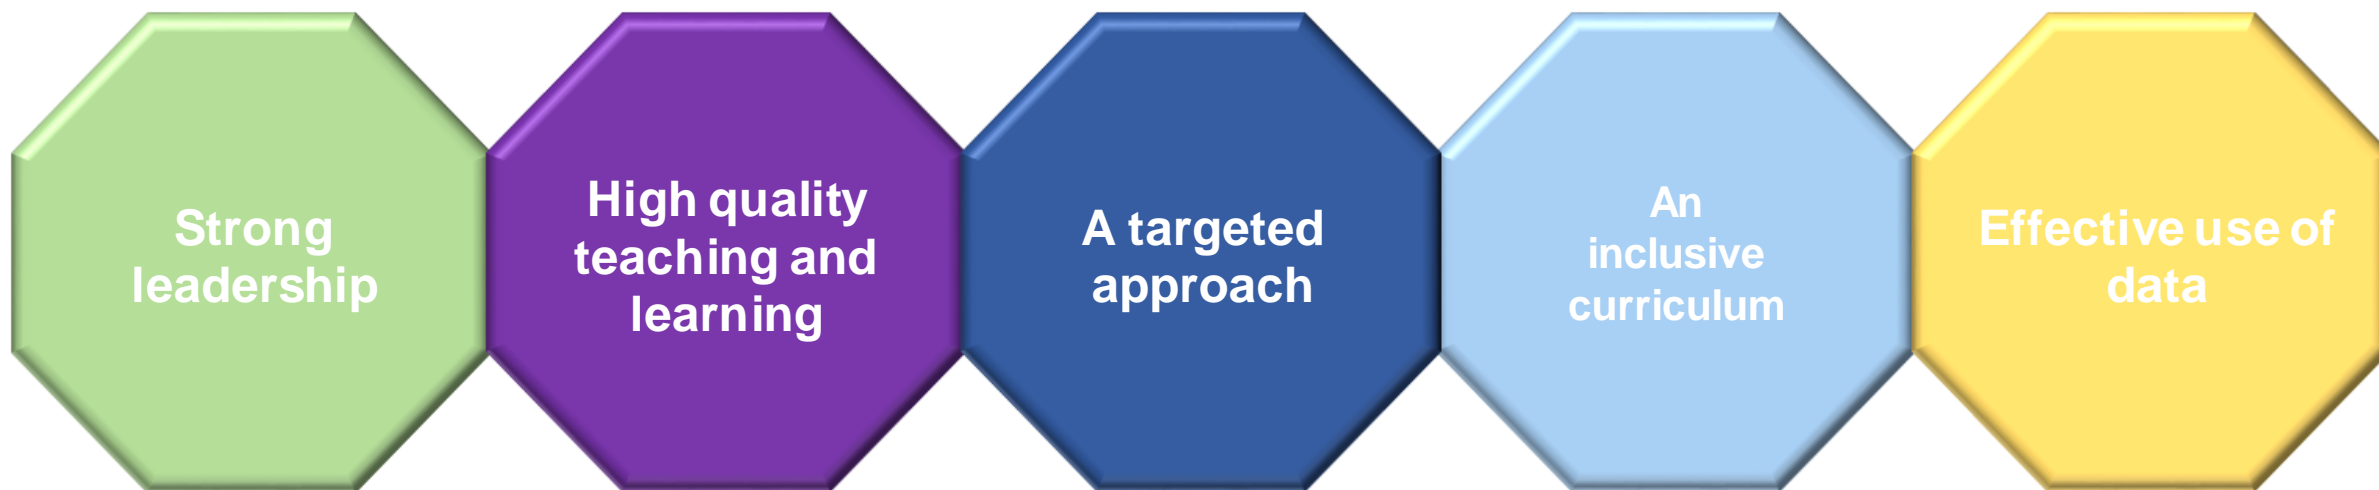 Strong
leadership
High quality
teaching and
learning
A targeted
approach
An
inclusive
curriculum
Effective use of
data